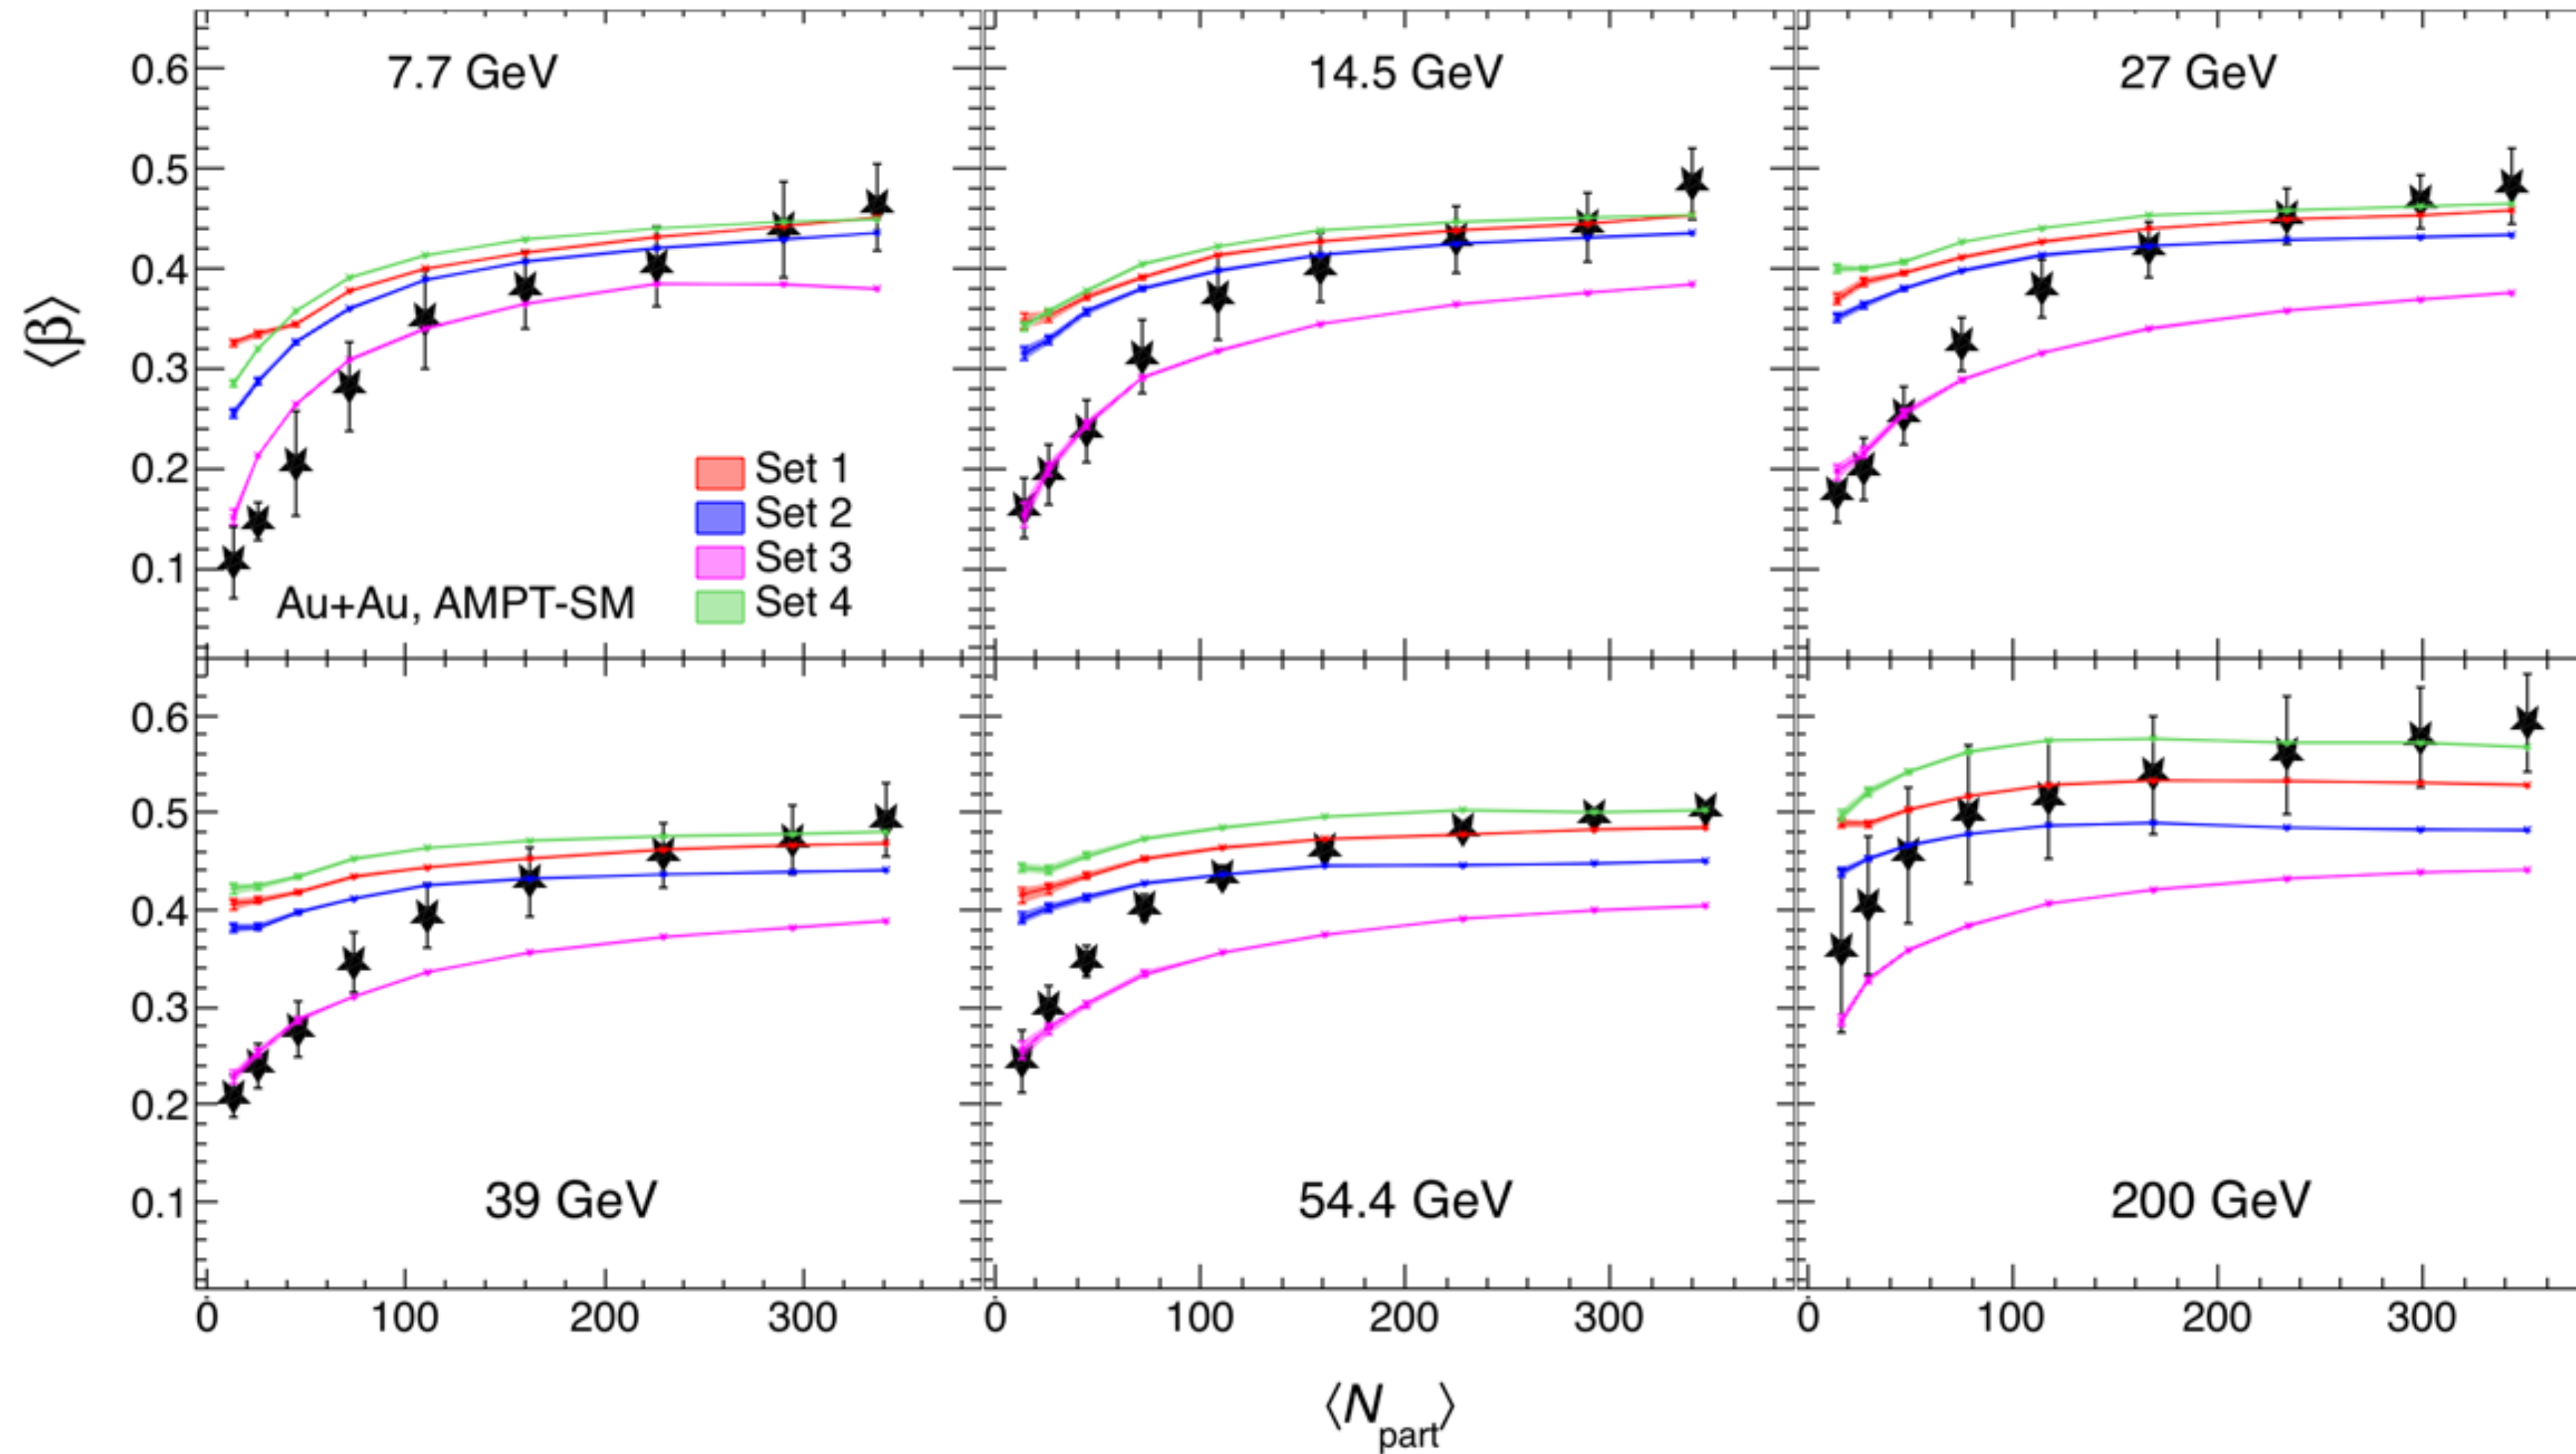 ⟨β⟩
0.6
0.5
0.4
0.3
0.2
0.1
7.7 GeV
14.5 GeV
27 GeV
Set 1
Set 2
Set 3
Set 4
Au+Au, AMPT-SM
0.6
0.5
0.4
0.3
0.2
0.1
39 GeV
54.4 GeV
200 GeV
0 100 200 300
0 100 200 300
0 100 200 300
⟨N_part⟩